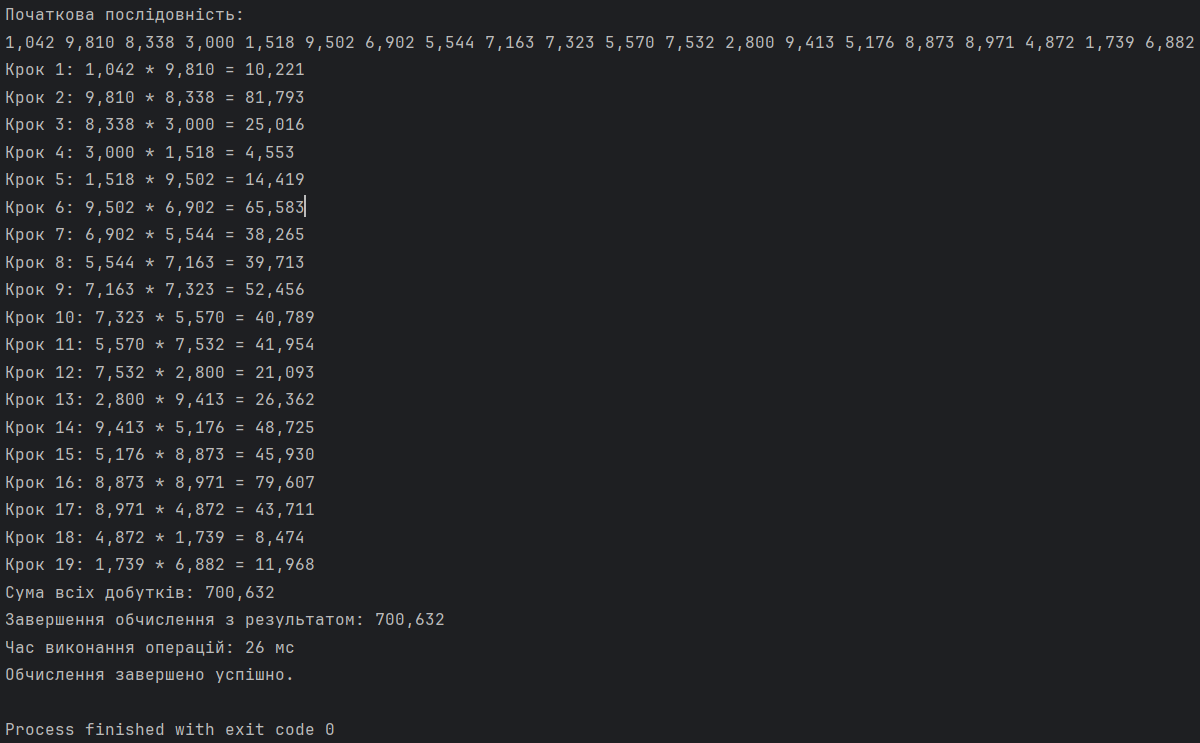 Початкова послідовність:
1,042 9,810 8,338 3,000 1,518 9,502 6,902 5,544 7,163 7,323 5,570 7,532 2,800 9,413 5,176 8,873 8,971 4,872 1,739 6,882
Крок 1: 1,042 * 9,810 = 10,221
Крок 2: 9,810 * 8,338 = 81,793
Крок 3: 8,338 * 3,000 = 25,016
Крок 4: 3,000 * 1,518 = 4,553
Крок 5: 1,518 * 9,502 = 14,419
Крок 6: 9,502 * 6,902 = 65,583
Крок 7: 6,902 * 5,544 = 38,265
Крок 8: 5,544 * 7,163 = 39,713
Крок 9: 7,163 * 7,323 = 52,456
Крок 10: 7,323 * 5,570 = 40,789
Крок 11: 5,570 * 7,532 = 41,954
Крок 12: 7,532 * 2,800 = 21,093
Крок 13: 2,800 * 9,413 = 26,362
Крок 14: 9,413 * 5,176 = 48,725
Крок 15: 5,176 * 8,873 = 45,930
Крок 16: 8,873 * 8,971 = 79,607
Крок 17: 8,971 * 4,872 = 43,711
Крок 18: 4,872 * 1,739 = 8,474
Крок 19: 1,739 * 6,882 = 11,968
Сума всіх добутків: 700,632
Завершення обчислення з результатом: 700,632
Час виконання операцій: 26 мс
Обчислення завершено успішно.
Process finished with exit code 0